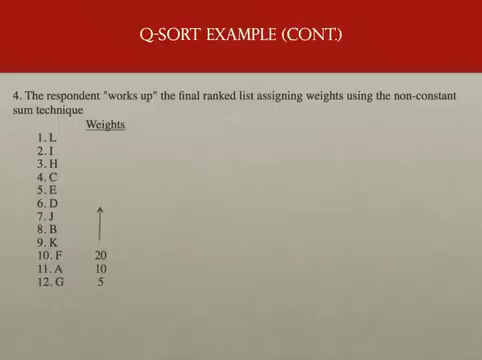 Q-SORT EXAMPLE (CONT.)
4. The respondent "works up" the final ranked list assigning weights using the non-constant
sum technique
Weights
1. L
2. I
3. H
4. C
5. E
6. D
7. J
8. B
9. K
10. F 20
11. A 10
12. G 5